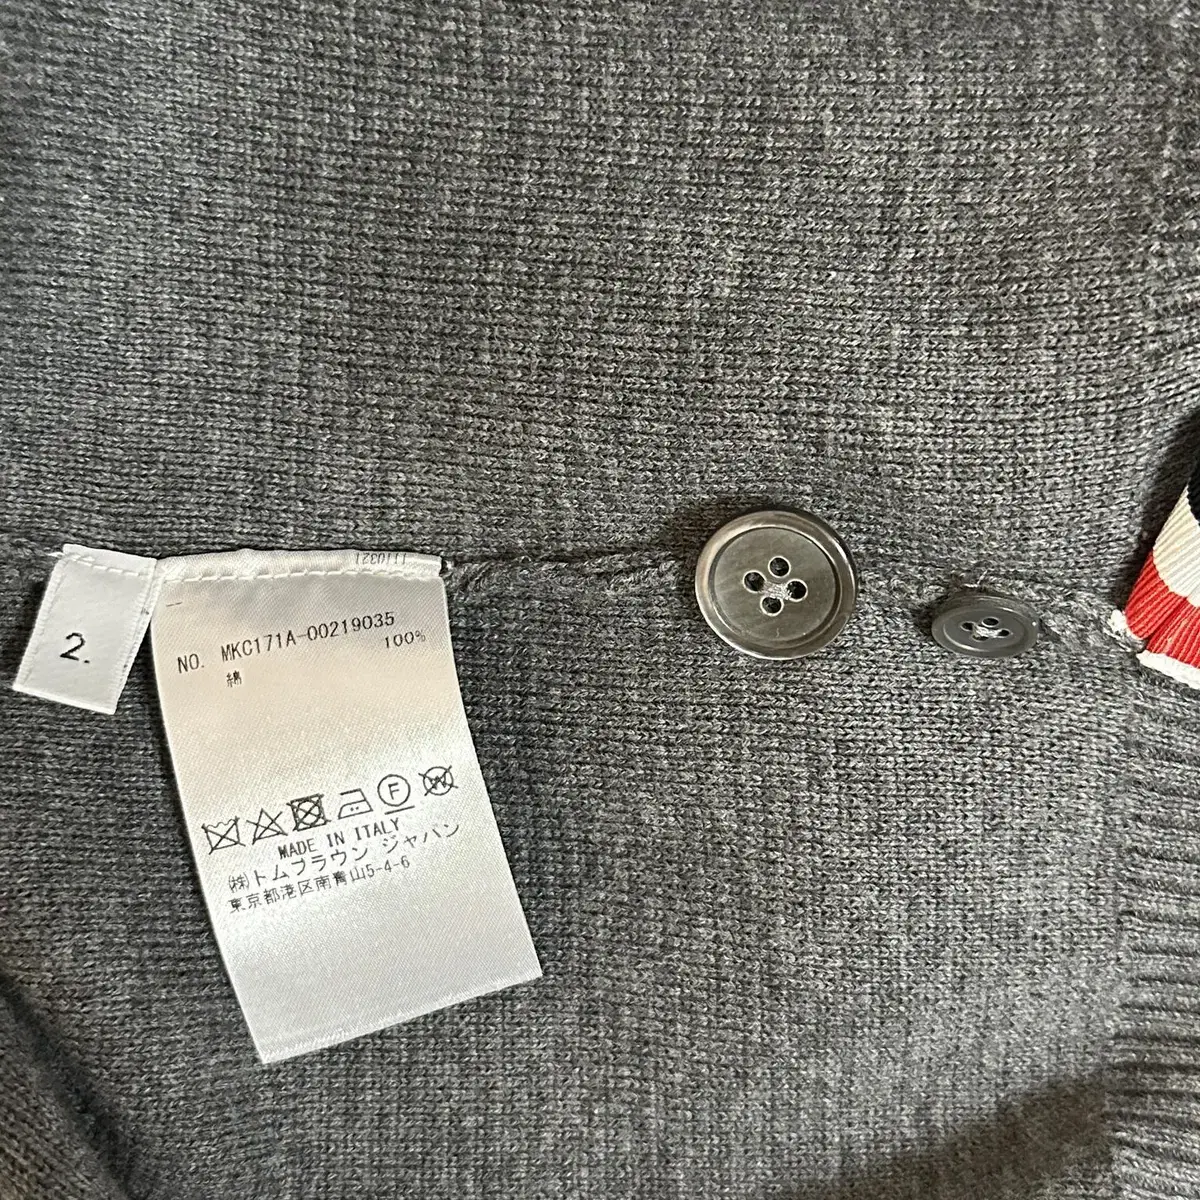 1110321
2.
NO. MKC171A-00219035
綿 100%
F
W
MADE IN ITALY
㈱トムブラウン ジャパン
東京都港区南青山5-4-6